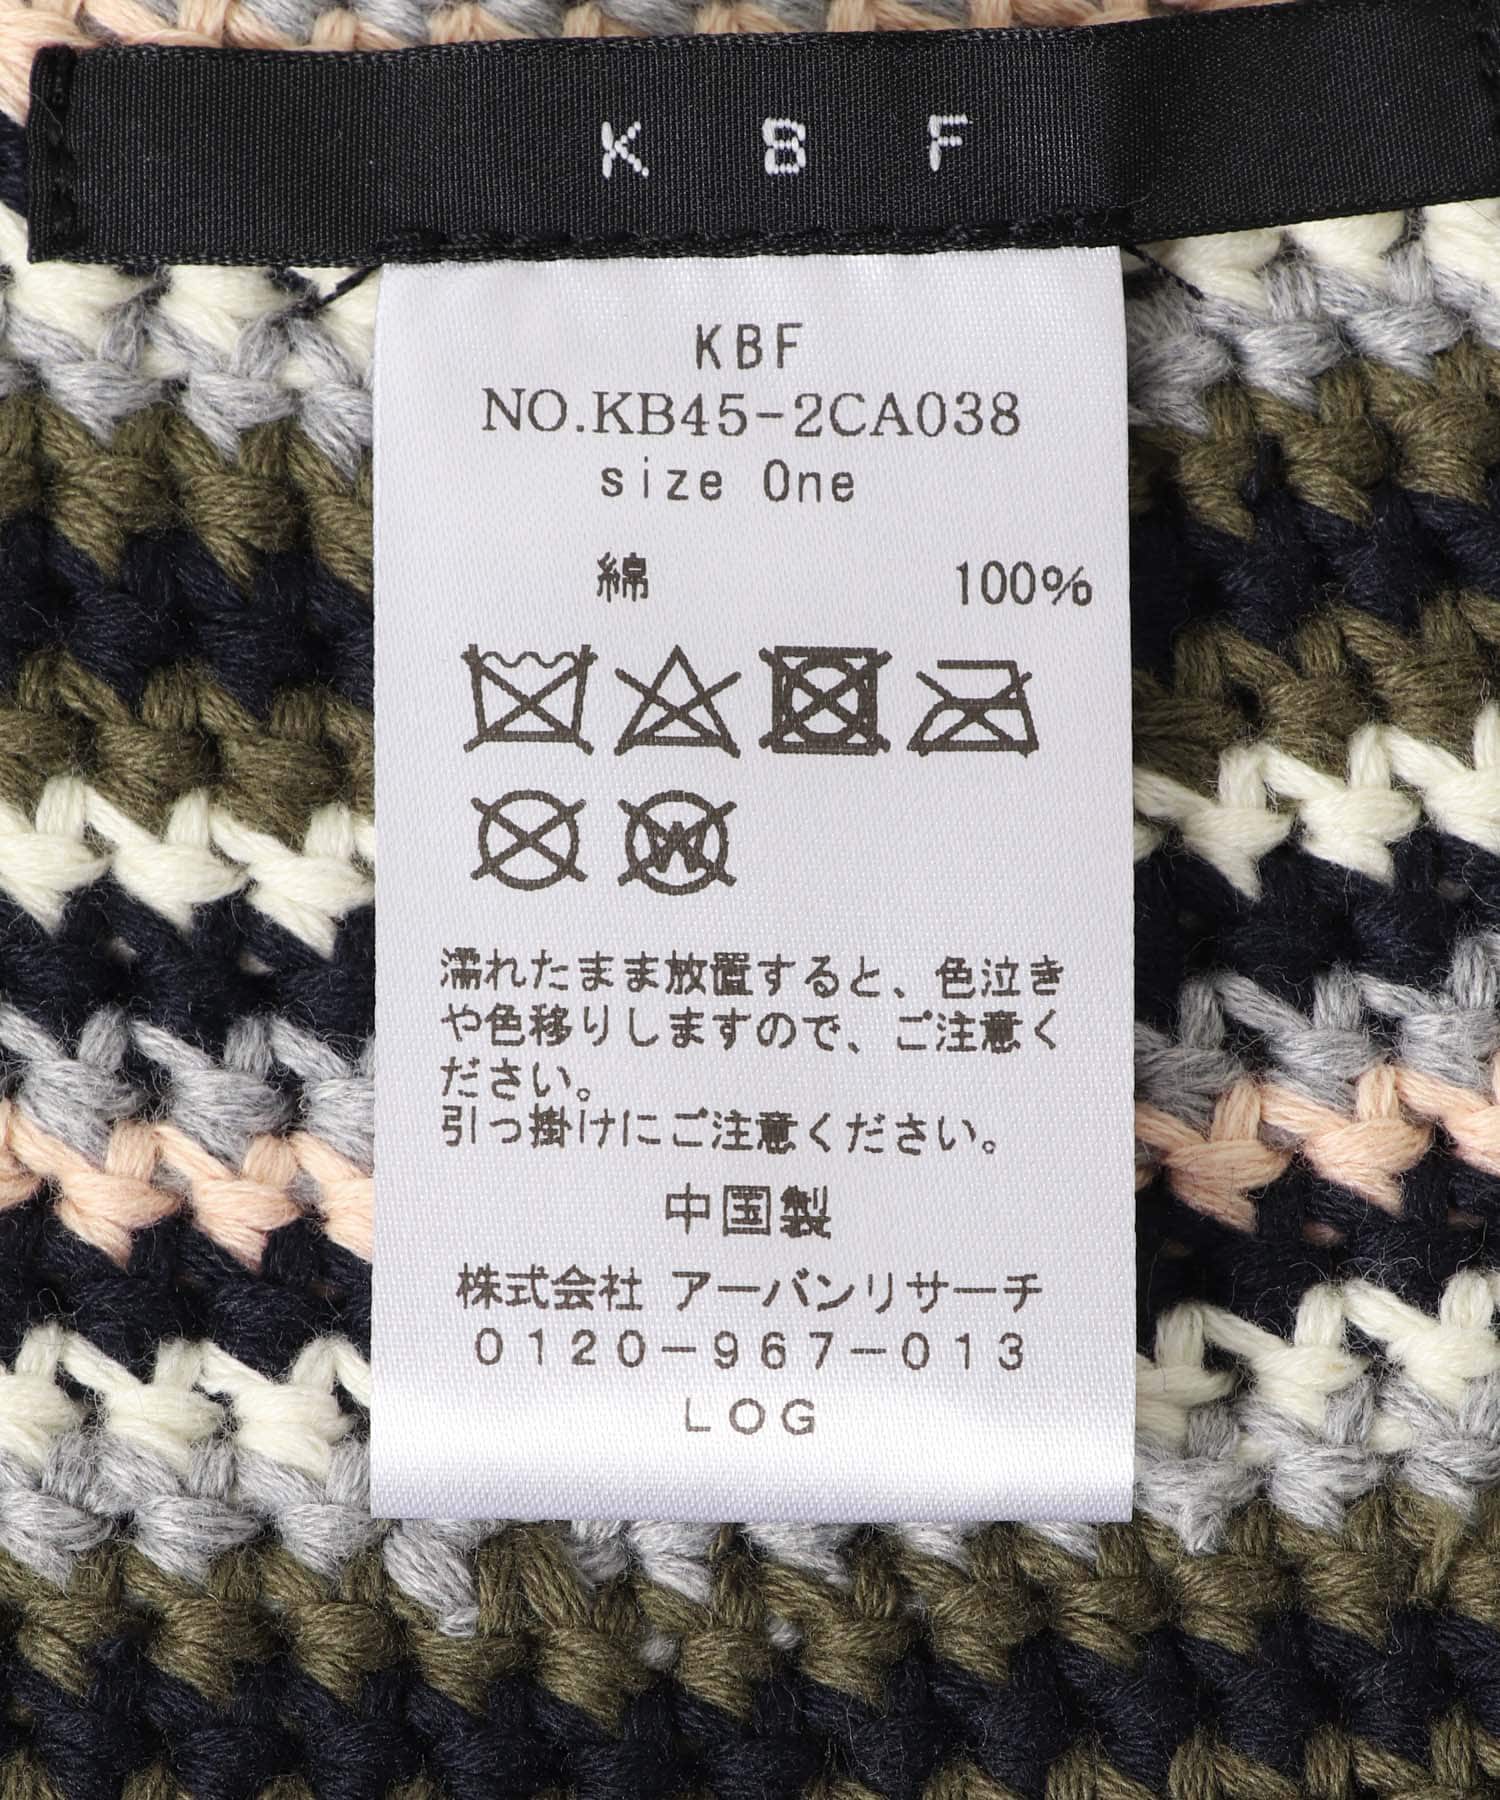 K B F
KBF
NO.KB45-2CA038
size One
綿 100%
W
濡れたまま放置すると、色泣き
や色移りしますので、ご注意く
ださい。
引っ掛けにご注意ください。
中国製
株式会社 アーバンリサーチ
0120-967-013
LOG